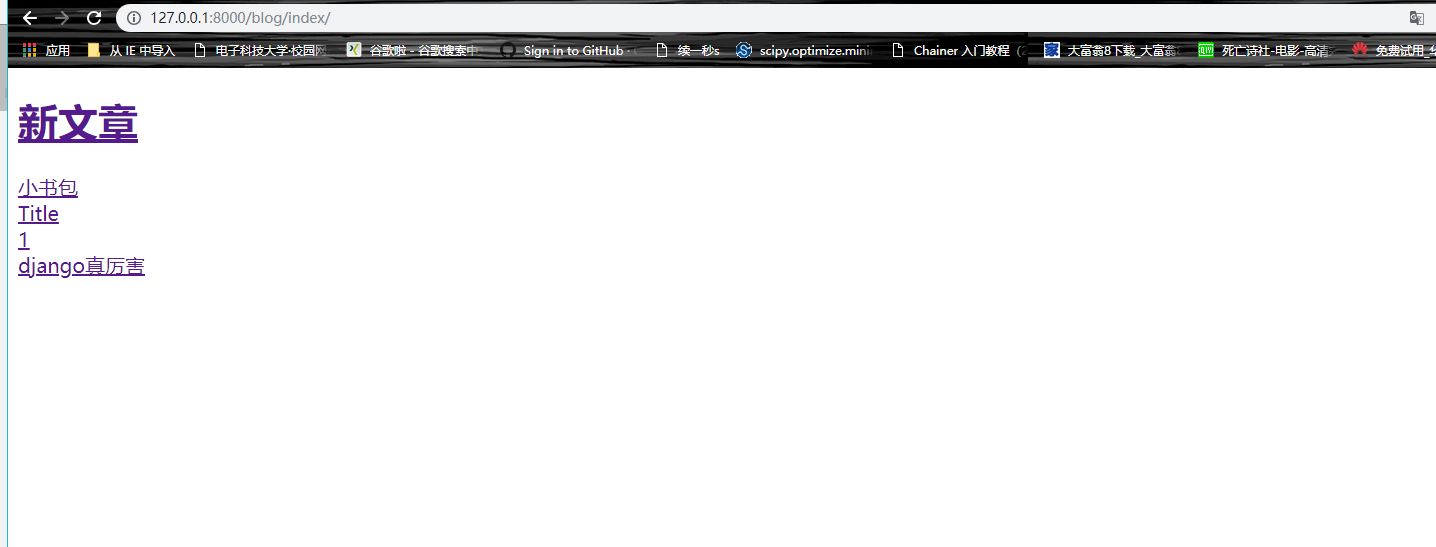 127.0.0.1:8000/blog/index/
应用 从 IE 中导入 电子科技大学·校园网 谷歌啦 - 谷歌搜索中 Sign in to GitHub · 续一秒s scipy.optimize.mini Chainer 入门教程 ( 大富翁8下载_大富翁 死亡诗社-电影-高清 免费试用_华
新文章
小书包
Title
1
django真厉害